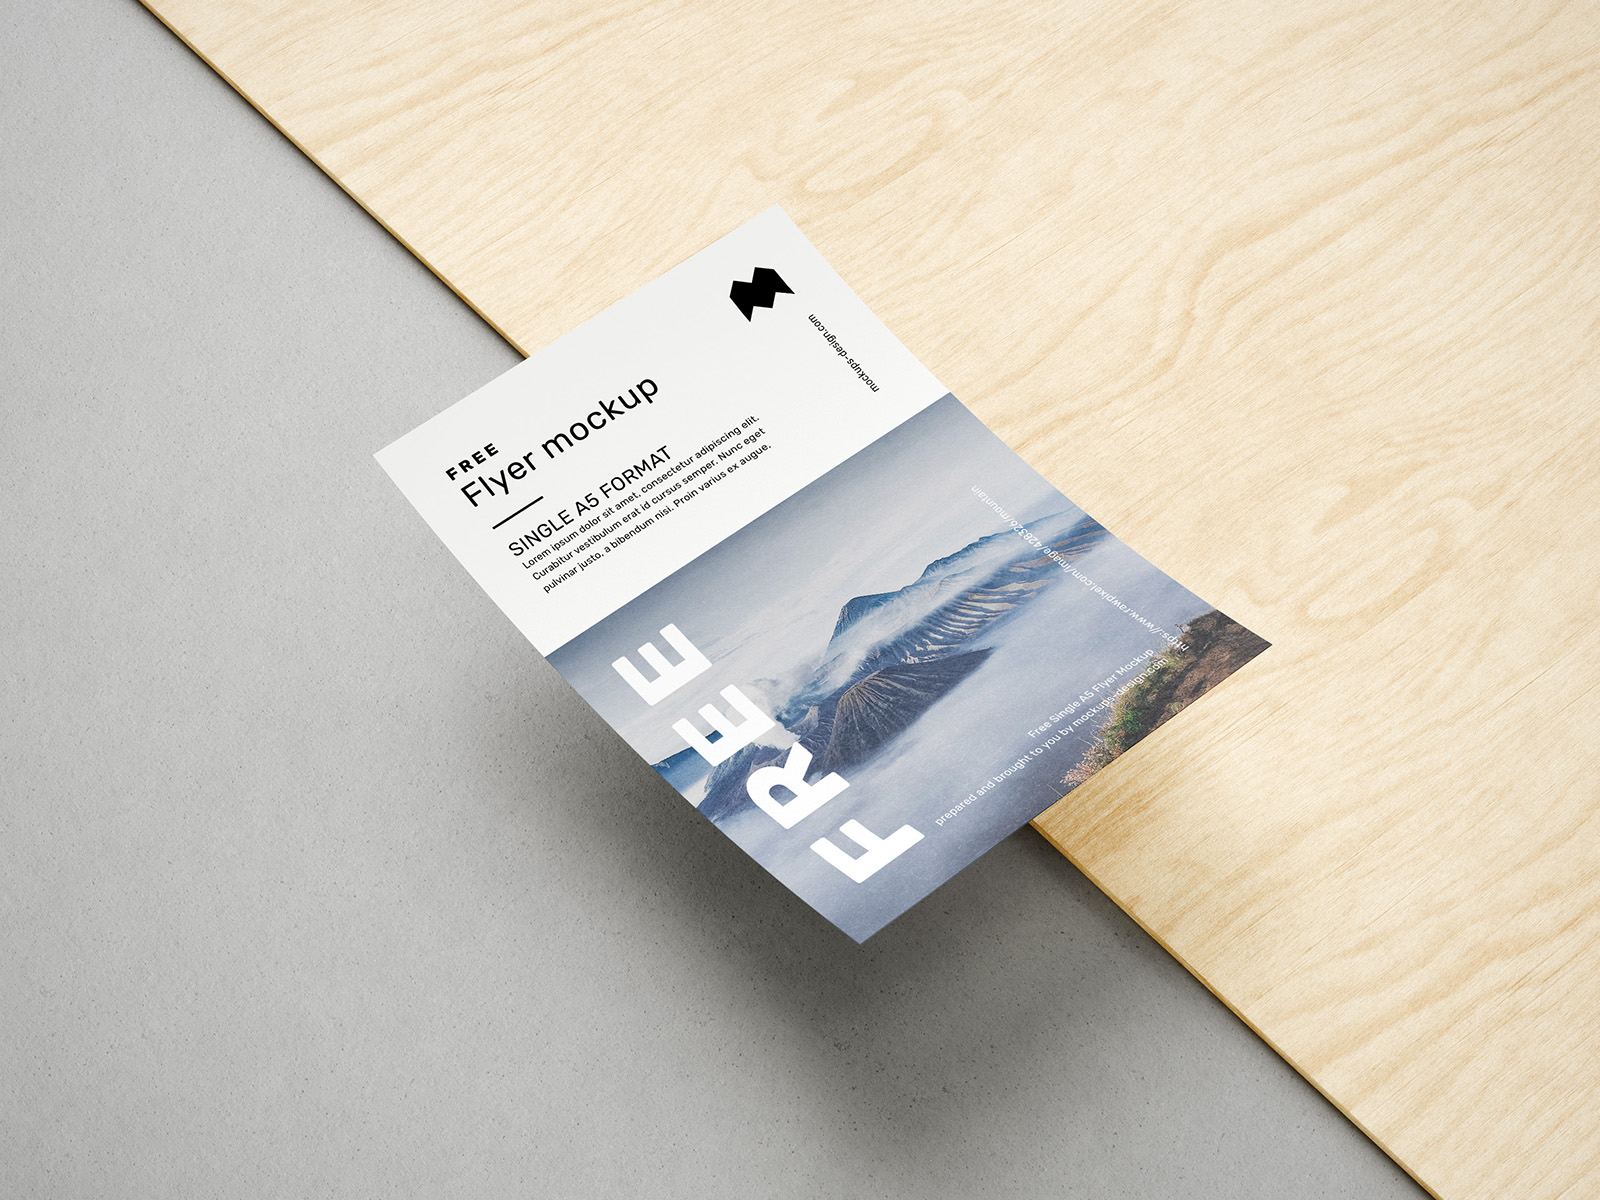 FREE
Flyer mockup
SINGLE A5 FORMAT
Lorem ipsum dolor sit amet, consectetur adipiscing elit.
Curabitur vestibulum erat id cursus semper. Nunc eget
pulvinar justo, a bibendum nisi. Proin varius ex augue.
mockups-design.com
FREE
https://www.rawpixel.com/image/428326/mountain
Free Single A5 Flyer Mockup
prepared and brought to you by mockups-design.com